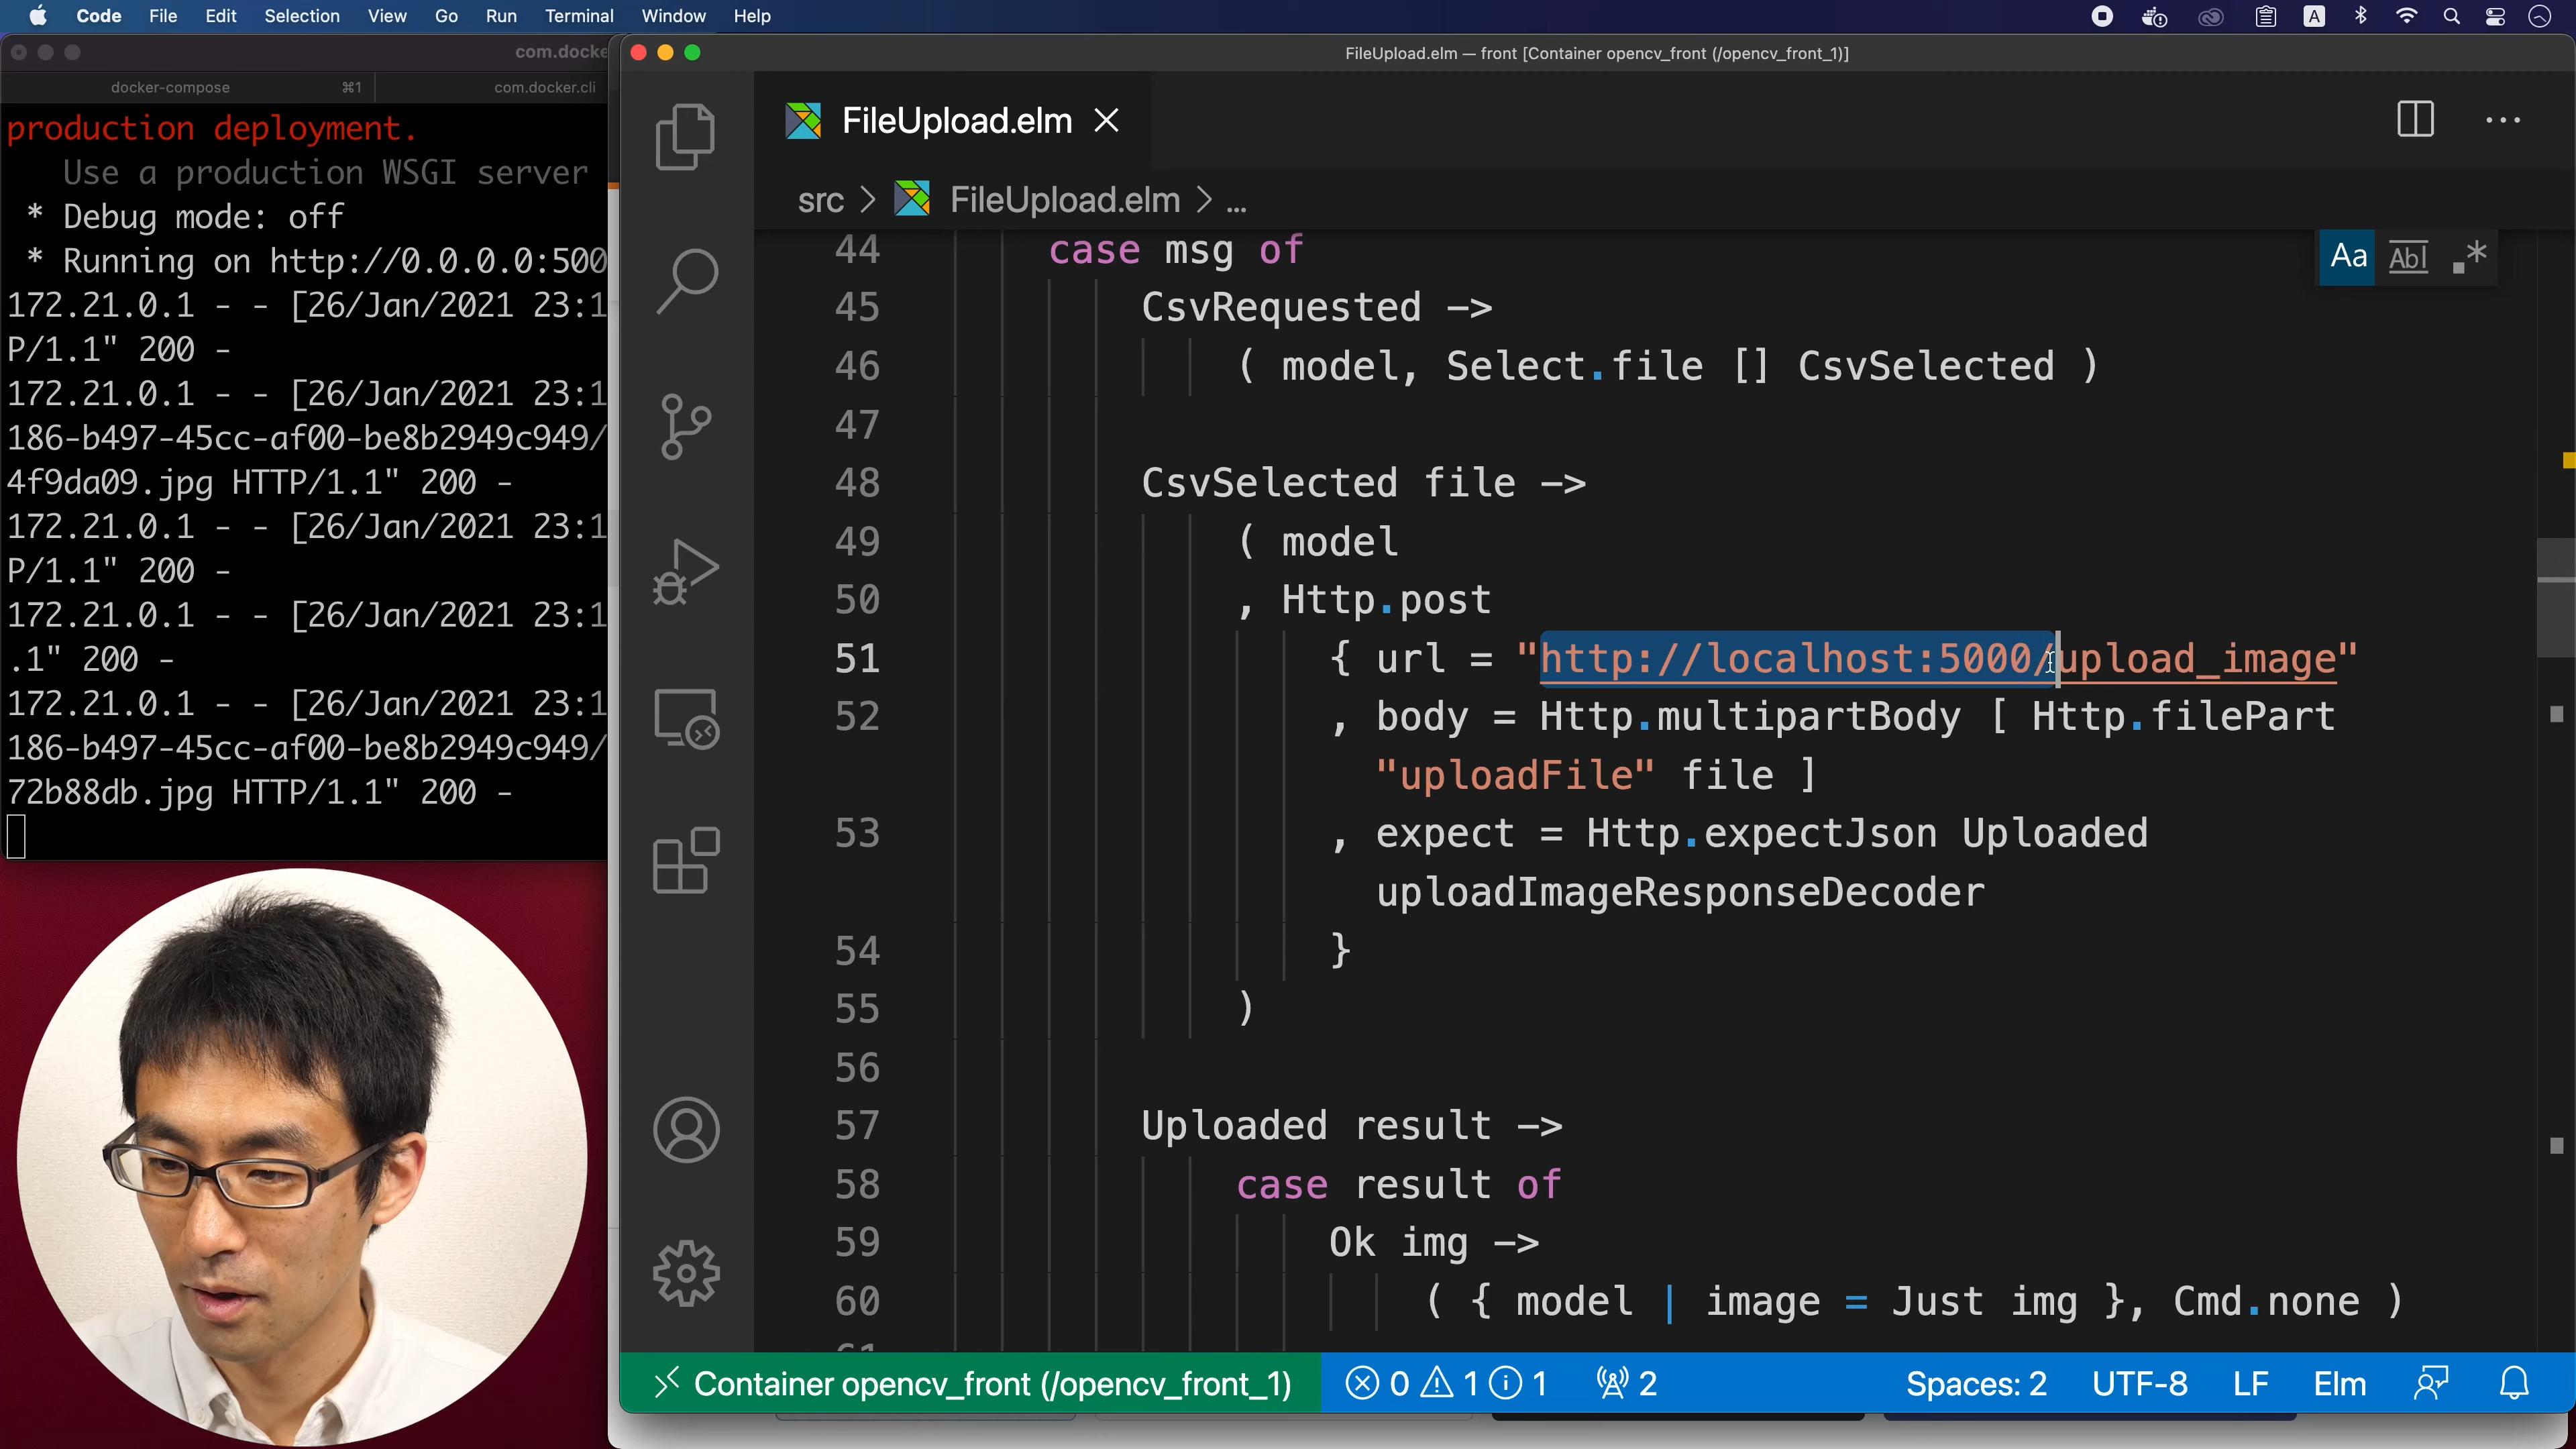 Code File Edit Selection View Go Run Terminal Window Help
A
com.docke
docker-compose ⌘1 com.docker.cli
production deployment.
Use a production WSGI server
* Debug mode: off
* Running on http://0.0.0.0:500
172.21.0.1 - - [26/Jan/2021 23:1
P/1.1" 200 -
172.21.0.1 - - [26/Jan/2021 23:1
186-b497-45cc-af00-be8b2949c949/
4f9da09.jpg HTTP/1.1" 200 -
172.21.0.1 - - [26/Jan/2021 23:1
P/1.1" 200 -
172.21.0.1 - - [26/Jan/2021 23:1
.1" 200 -
172.21.0.1 - - [26/Jan/2021 23:1
186-b497-45cc-af00-be8b2949c949/
72b88db.jpg HTTP/1.1" 200 -
FileUpload.elm — front [Container opencv_front (/opencv_front_1)]
FileUpload.elm
src > FileUpload.elm > ...
Aa Abl .*
44 case msg of
45 CsvRequested ->
46 ( model, Select.file [] CsvSelected )
47
48 CsvSelected file ->
49 ( model
50 , Http.post
51 { url = "http://localhost:5000/upload_image"
52 , body = Http.multipartBody [ Http.filePart
"uploadFile" file ]
53 , expect = Http.expectJson Uploaded
uploadImageResponseDecoder
54 }
55 )
56
57 Uploaded result ->
58 case result of
59 Ok img ->
60 ( { model | image = Just img }, Cmd.none )
61
Container opencv_front (/opencv_front_1) 0 1 1 2 Spaces: 2 UTF-8 LF Elm